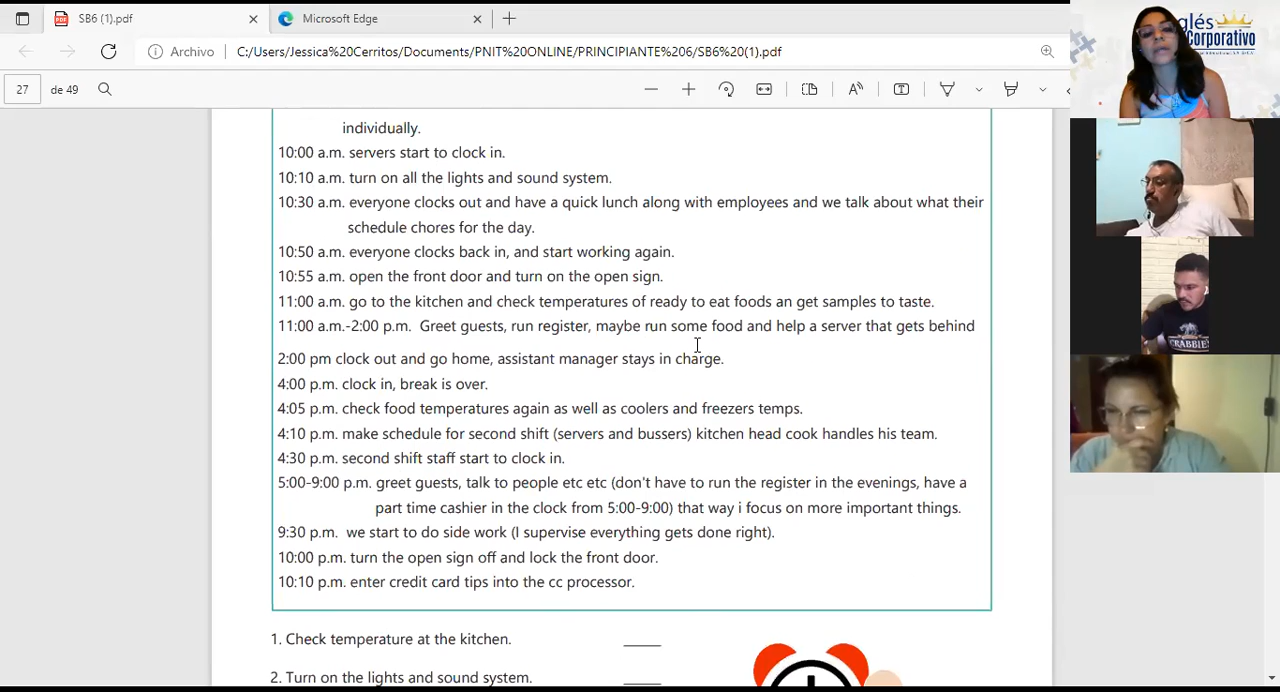 SB6 (1).pdf
Microsoft Edge
Archivo
C:/Users/Jessica%20Cerritos/Documents/PNIT%20ONLINE/PRINCIPIANTE%206/SB6%20(1).pdf
27
de 49
individually.
10:00 a.m. servers start to clock in.
10:10 a.m. turn on all the lights and sound system.
10:30 a.m. everyone clocks out and have a quick lunch along with employees and we talk about what their
schedule chores for the day.
10:50 a.m. everyone clocks back in, and start working again.
10:55 a.m. open the front door and turn on the open sign.
11:00 a.m. go to the kitchen and check temperatures of ready to eat foods an get samples to taste.
11:00 a.m.-2:00 p.m. Greet guests, run register, maybe run some food and help a server that gets behind
2:00 pm clock out and go home, assistant manager stays in charge.
4:00 p.m. clock in, break is over.
4:05 p.m. check food temperatures again as well as coolers and freezers temps.
4:10 p.m. make schedule for second shift (servers and bussers) kitchen head cook handles his team.
4:30 p.m. second shift staff start to clock in.
5:00-9:00 p.m. greet guests, talk to people etc etc (don't have to run the register in the evenings, have a
part time cashier in the clock from 5:00-9:00) that way i focus on more important things.
9:30 p.m. we start to do side work (I supervise everything gets done right).
10:00 p.m. turn the open sign off and lock the front door.
10:10 p.m. enter credit card tips into the cc processor.
1. Check temperature at the kitchen. ____
2. Turn on the lights and sound system. ____
glés
Corporativo
CRABBIE'S